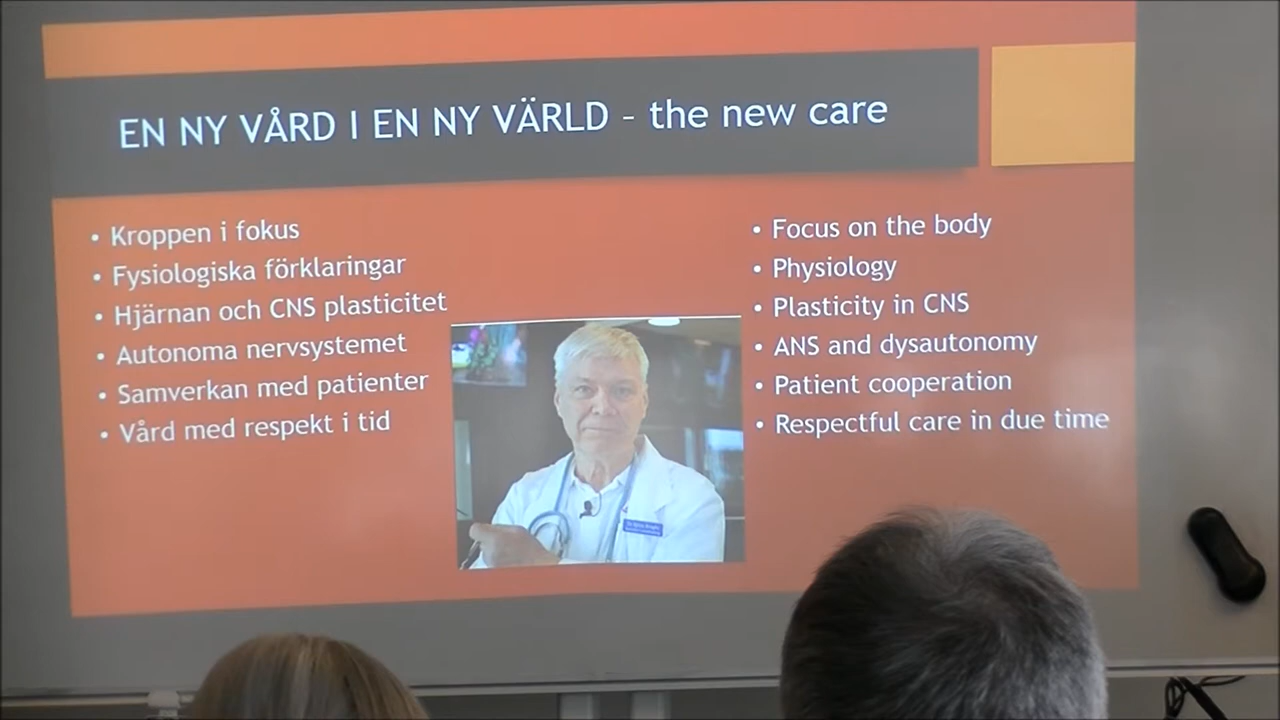 EN NY VÅRD I EN NY VÄRLD – the new care
• Kroppen i fokus
• Fysiologiska förklaringar
• Hjärnan och CNS plasticitet
• Autonoma nervsystemet
• Samverkan med patienter
• Vård med respekt i tid
• Focus on the body
• Physiology
• Plasticity in CNS
• ANS and dysautonomy
• Patient cooperation
• Respectful care in due time